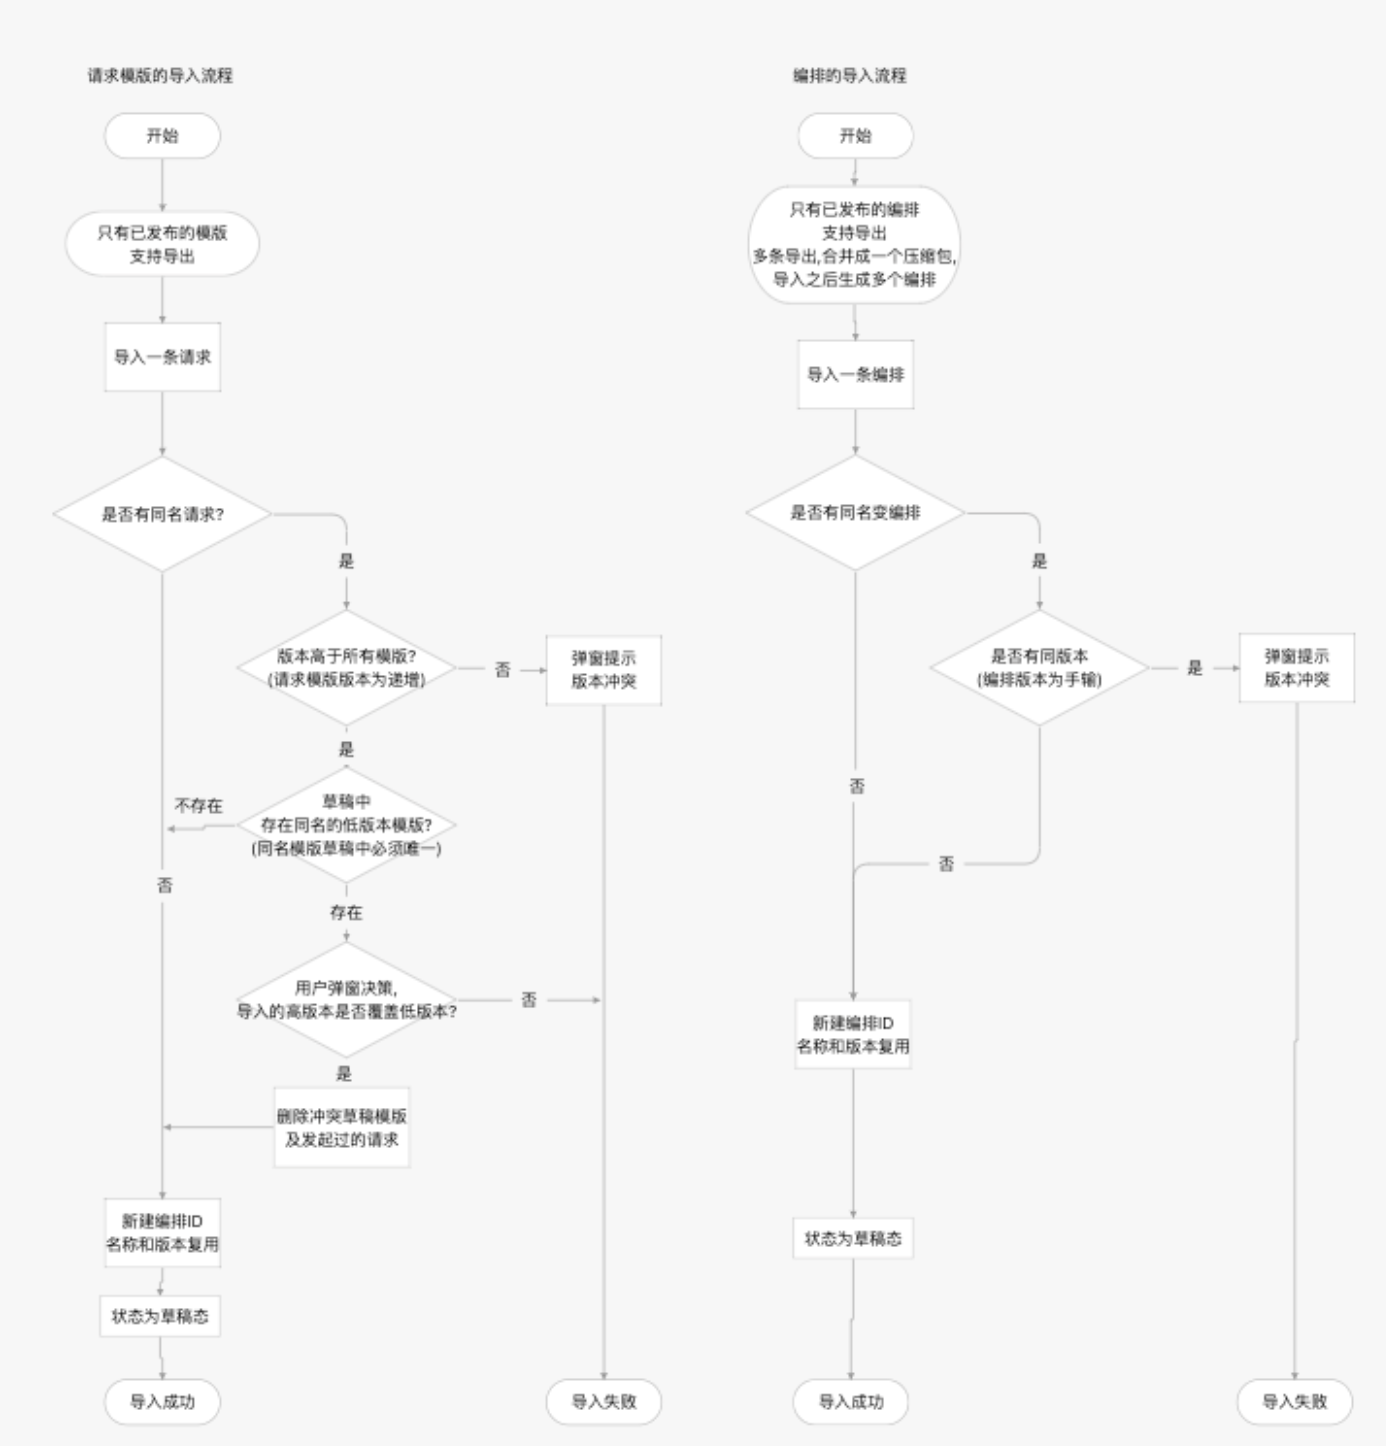 请求模版的导入流程
开始
只有已发布的模版
支持导出
导入一条请求
是否有同名请求?
是
版本高于所有模版?
(请求模版版本为递增)
否
弹窗提示
版本冲突
是
不存在
草稿中
存在同名的低版本模版?
(同名模版草稿中必须唯一)
否
存在
用户弹窗决策,
导入的高版本是否覆盖低版本?
否
是
删除冲突草稿模版
及发起过的请求
新建编排ID
名称和版本复用
状态为草稿态
导入成功
导入失败
编排的导入流程
开始
只有已发布的编排
支持导出
多条导出,合并成一个压缩包,
导入之后生成多个编排
导入一条编排
是否有同名变编排
是
是否有同版本
(编排版本为手输)
是
弹窗提示
版本冲突
否
否
新建编排ID
名称和版本复用
状态为草稿态
导入成功
导入失败